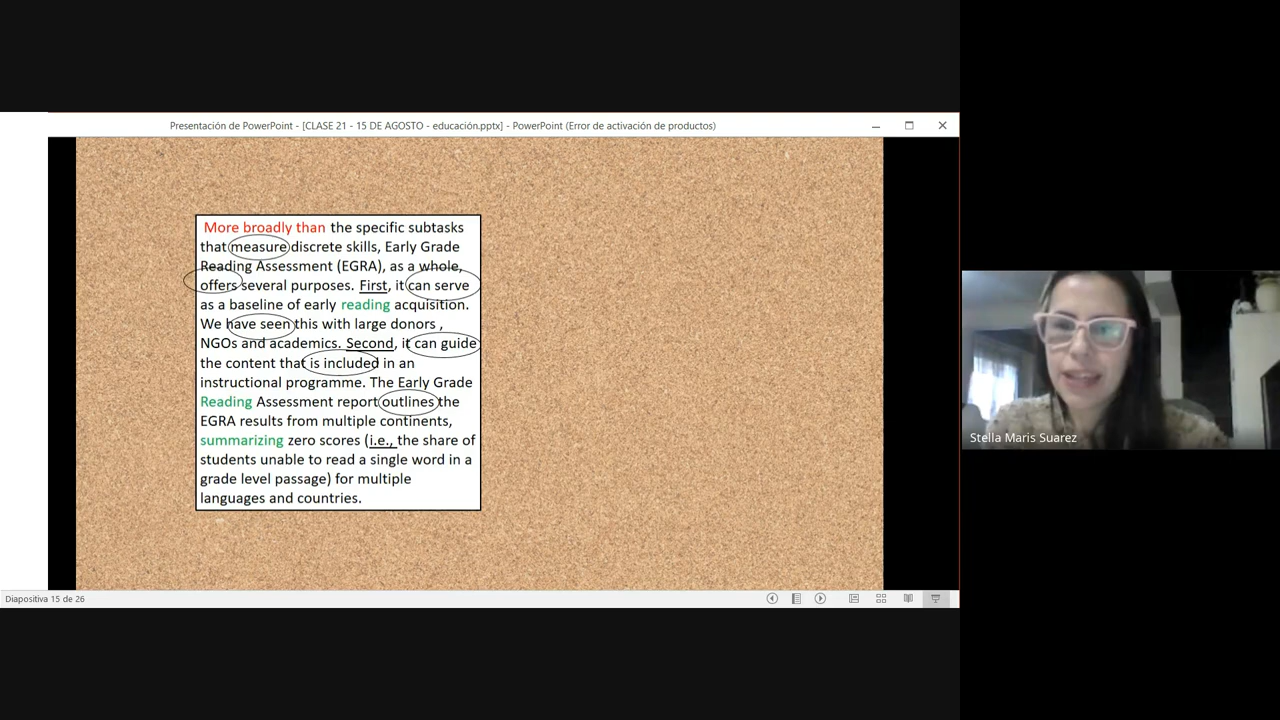 Presentación de PowerPoint - [CLASE 21 - 15 DE AGOSTO - educación.pptx] - PowerPoint (Error de activación de productos)
More broadly than the specific subtasks
that measure discrete skills, Early Grade
Reading Assessment (EGRA), as a whole,
offers several purposes. First, it can serve
as a baseline of early reading acquisition.
We have seen this with large donors ,
NGOs and academics. Second, it can guide
the content that is included in an
instructional programme. The Early Grade
Reading Assessment report outlines the
EGRA results from multiple continents,
summarizing zero scores (i.e., the share of
students unable to read a single word in a
grade level passage) for multiple
languages and countries.
Stella Maris Suarez
Diapositiva 15 de 26